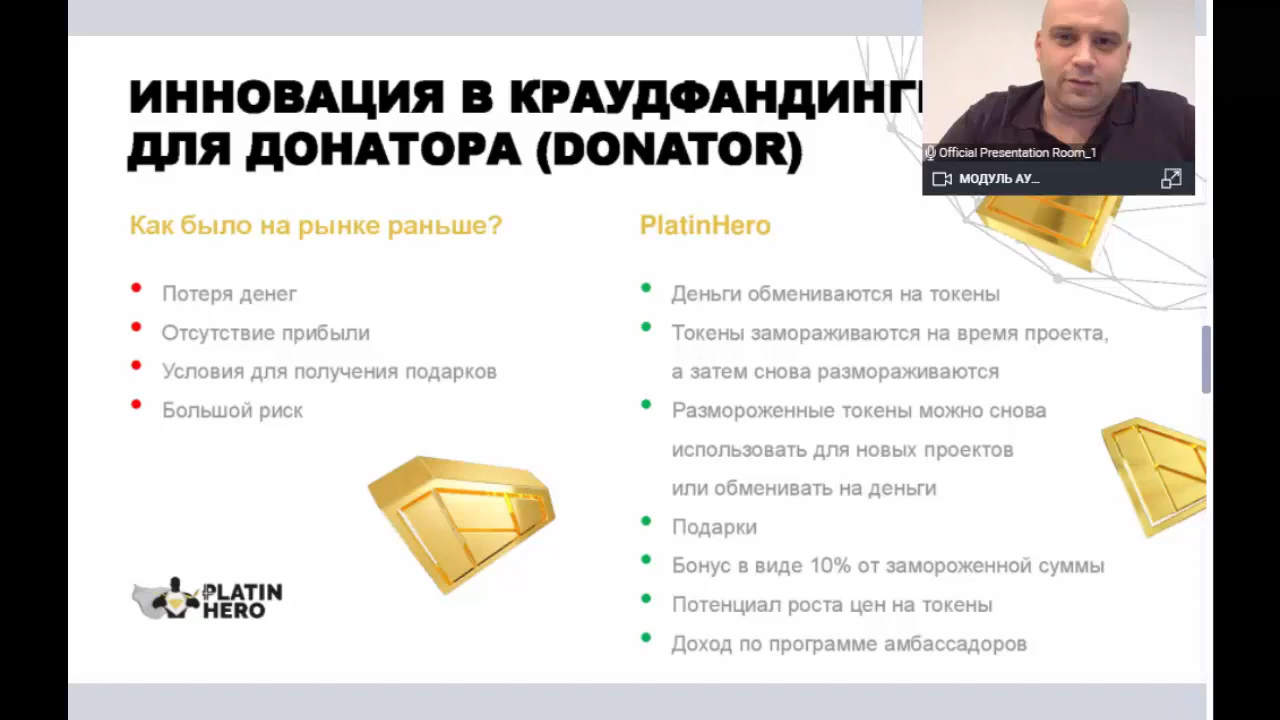 ИННОВАЦИЯ В КРАУДФАНДИНГ
ДЛЯ ДОНАТОРА (DONATOR)
Official Presentation Room_1
МОДУЛЬ АУ...
Как было на рынке раньше?
Потеря денег
Отсутствие прибыли
Условия для получения подарков
Большой риск
PLATIN
HERO
PlatinHero
Деньги обмениваются на токены
Токены замораживаются на время проекта,
а затем снова размораживаются
Размороженные токены можно снова
использовать для новых проектов
или обменивать на деньги
Подарки
Бонус в виде 10% от замороженной суммы
Потенциал роста цен на токены
Доход по программе амбассадоров